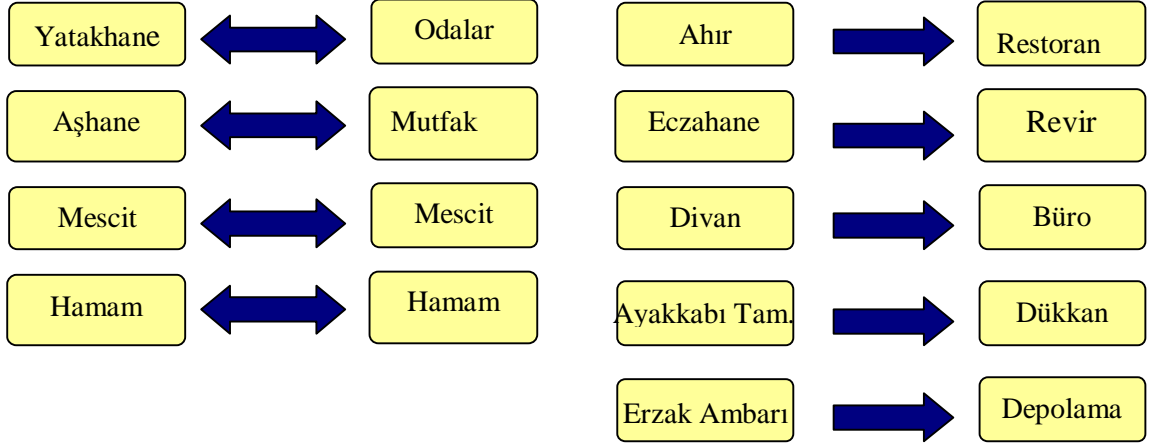 Yatakhane
Odalar
Ahır
Restoran
Aşhane
Mutfak
Eczahane
Revir
Mescit
Mescit
Divan
Büro
Hamam
Hamam
Ayakkabı Tam.
Dükkan
Erzak Ambarı
Depolama